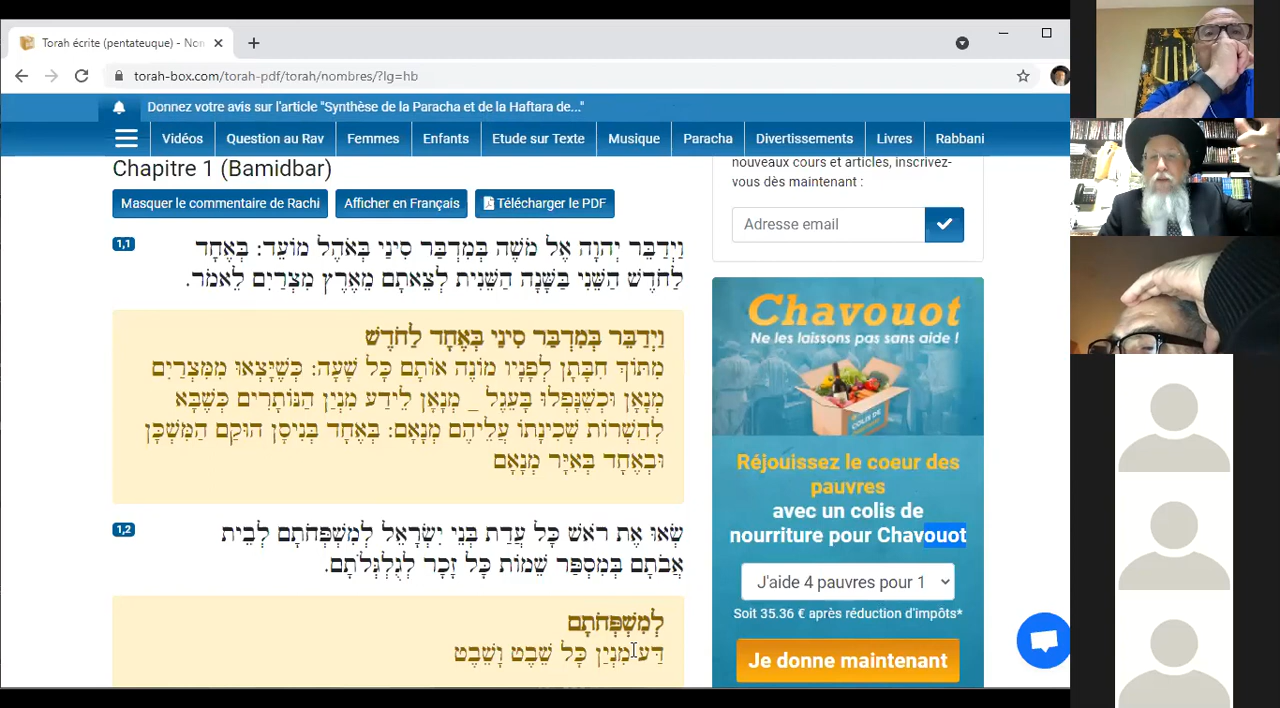 Torah écrite (pentateuque) - Non
torah-box.com/torah-pdf/torah/nombres/?lg=hb
Donnez votre avis sur l'article "Synthèse de la Paracha et de la Haftara de..."
Vidéos
Question au Rav
Femmes
Enfants
Etude sur Texte
Musique
Paracha
Divertissements
Livres
Rabbani
Chapitre 1 (Bamidbar)
Masquer le commentaire de Rachi
Afficher en Français
Télécharger le PDF
1,1
וַיְדַבֵּר יְהוָה אֶל מֹשֶׁה בְּמִדְבַּר סִינַי בְּאֹהֶל מוֹעֵד: בְּאֶחָד
לַחֹדֶשׁ הַשֵּׁנִי בַּשָּׁנָה הַשֵּׁנִית לְצֵאתָם מֵאֶרֶץ מִצְרַיִם לֵאמֹר.
וַיְדַבֵּר בְּמִדְבַּר סִינַי בְּאֶחָד לַחֹדֶשׁ
מִתּוֹךְ חִבָּתָן לְפָנָיו מוֹנֶה אוֹתָם כָּל שָׁעָה: כְּשֶׁיָּצְאוּ מִמִּצְרַיִם
מְנָאָן וּכְשֶׁנָּפְלוּ בָּעֵגֶל _ מְנָאָן לֵידַע מִנְיַן הַנּוֹתָרִים כְּשֶׁבָּא
לְהַשְׁרוֹת שְׁכִינָתוֹ עֲלֵיהֶם מְנָאָם: בְּאֶחָד בְּנִיסָן הוּקַם הַמִּשְׁכָּן
וּבְאֶחָד בְּאִיָּר מְנָאָם
1,2
שְׂאוּ אֶת רֹאשׁ כָּל עֲדַת בְּנֵי יִשְׂרָאֵל לְמִשְׁפְּחֹתָם לְבֵית
אֲבֹתָם בְּמִסְפַּר שֵׁמוֹת כָּל זָכָר לְגֻלְגְּלֹתָם.
לְמִשְׁפְּחֹתָם
דַּע מִנְיַן כָּל שֵׁבֶט וָשֵׁבֶט
nouveaux cours et articles, inscrivez-
vous dès maintenant :
Adresse email
Chavouot
Ne les laissons pas sans aide !
COLIS DE
Réjouissez le coeur des
pauvres
avec un colis de
nourriture pour Chavouot
J'aide 4 pauvres pour 1
Soit 35.36 € après réduction d'impôts*
Je donne maintenant